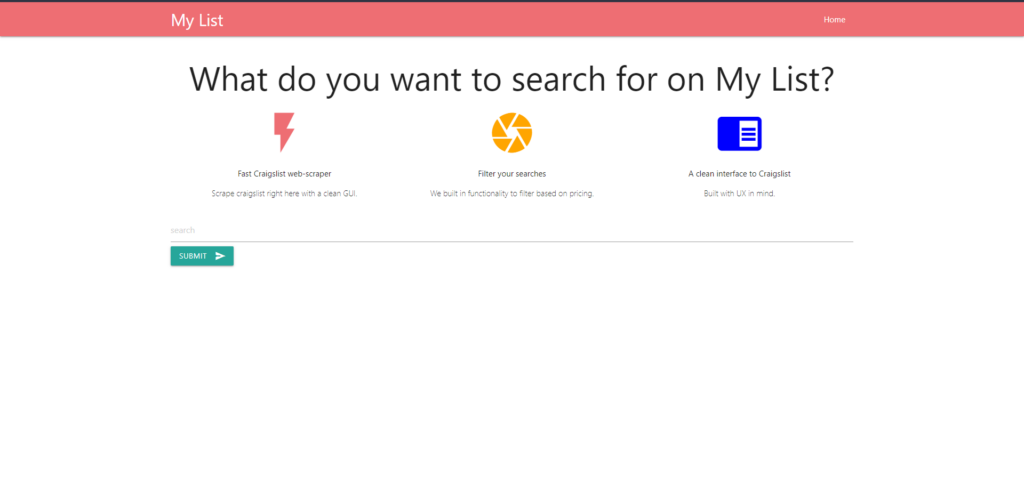 My List
Home
What do you want to search for on My List?
Fast Craigslist web-scraper
Filter your searches
A clean interface to Craigslist
Scrape craigslist right here with a clean GUI.
We built in functionality to filter based on pricing.
Built with UX in mind.
search
SUBMIT